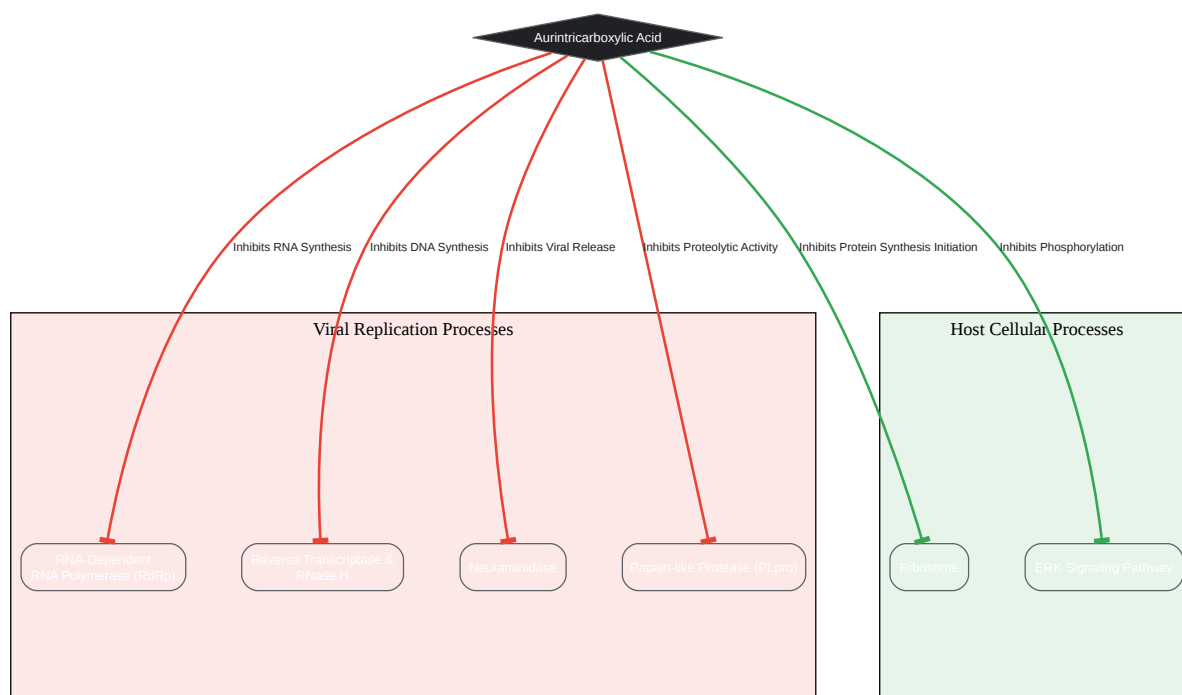 Aurintricarboxylic Acid
Inhibits RNA Synthesis
Inhibits DNA Synthesis
Inhibits Viral Release
Inhibits Proteolytic Activity
Inhibits Protein Synthesis Initiation
Inhibits Phosphorylation
Viral Replication Processes
Host Cellular Processes
RNA-Dependent
RNA Polymerase (RdRp)
Reverse Transcriptase &
RNase H
Neuraminidase
Papain-like Protease (PLpro)
Ribosome
ERK Signaling Pathway